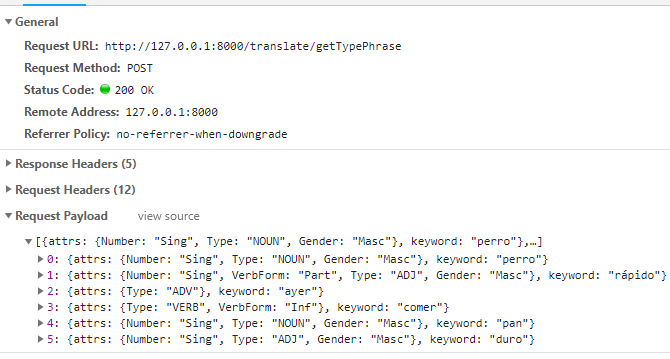 General
Request URL: http://127.0.0.1:8000/translate/getTypePhrase
Request Method: POST
Status Code: 200 OK
Remote Address: 127.0.0.1:8000
Referrer Policy: no-referrer-when-downgrade
Response Headers (5)
Request Headers (12)
Request Payload view source
[{attrs: {Number: "Sing", Type: "NOUN", Gender: "Masc"}, keyword: "perro"},…]
0: {attrs: {Number: "Sing", Type: "NOUN", Gender: "Masc"}, keyword: "perro"}
1: {attrs: {Number: "Sing", VerbForm: "Part", Type: "ADJ", Gender: "Masc"}, keyword: "rápido"}
2: {attrs: {Type: "ADV"}, keyword: "ayer"}
3: {attrs: {Type: "VERB", VerbForm: "Inf"}, keyword: "comer"}
4: {attrs: {Number: "Sing", Type: "NOUN", Gender: "Masc"}, keyword: "pan"}
5: {attrs: {Number: "Sing", Type: "ADJ", Gender: "Masc"}, keyword: "duro"}